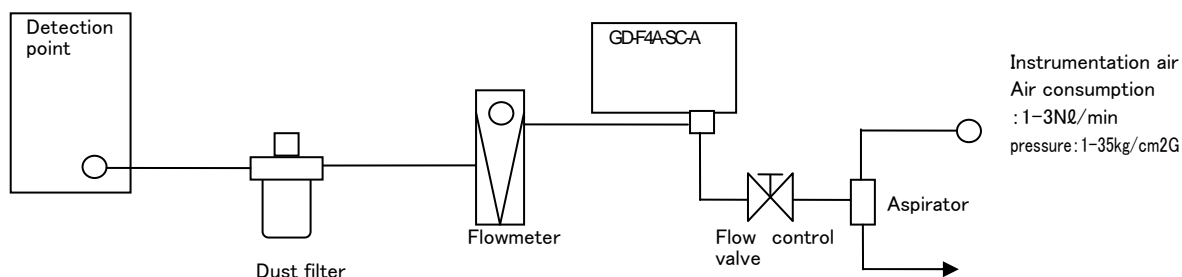 Detection
point
GD-F4A-SC-A
Instrumentation air
Air consumption
:1-3Nℓ/min
pressure:1-35kg/cm2G
Aspirator
Flowmeter
Flow control
valve
Dust filter